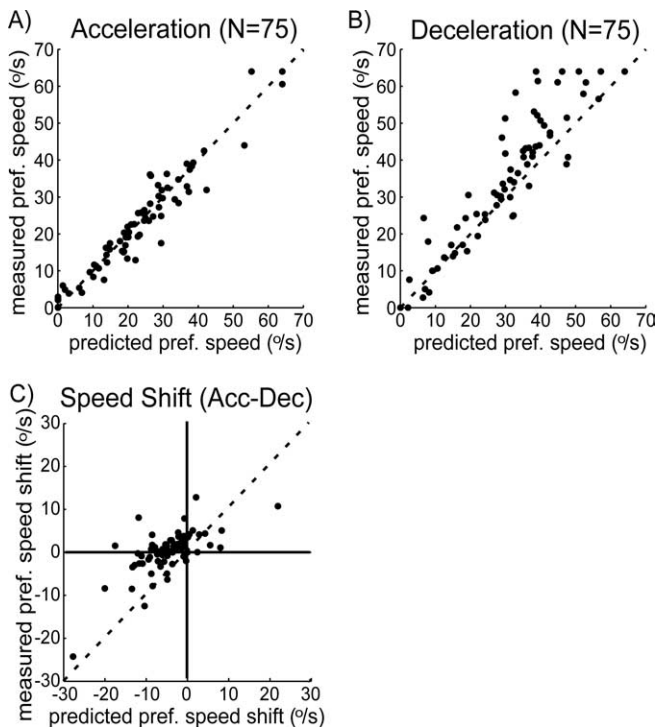 A) Acceleration (N=75)
measured pref. speed (º/s)
70
60
50
40
30
20
10
0
0 10 20 30 40 50 60 70
predicted pref. speed (º/s)
B) Deceleration (N=75)
measured pref. speed (º/s)
70
60
50
40
30
20
10
0
0 10 20 30 40 50 60 70
predicted pref. speed (º/s)
C) Speed Shift (Acc-Dec)
measured pref. speed shift (º/s)
30
20
10
0
-10
-20
-30
-30 -20 -10 0 10 20 30
predicted pref. speed shift (º/s)